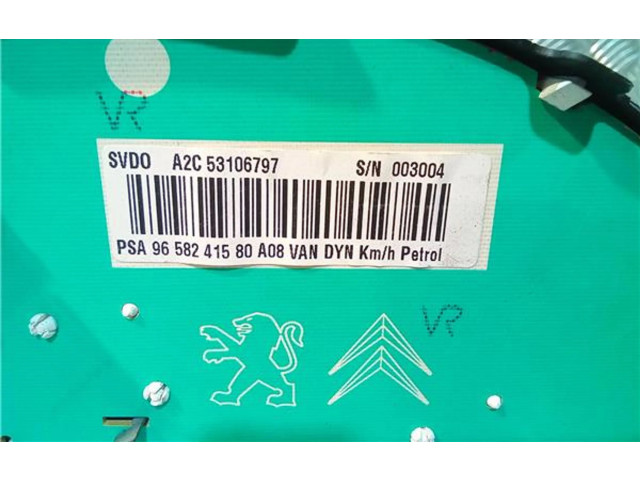 VR
SVDO A2C 53106797 S/N 003004
PSA 96 582 415 80 A08 VAN DYN Km/h Petrol
VR